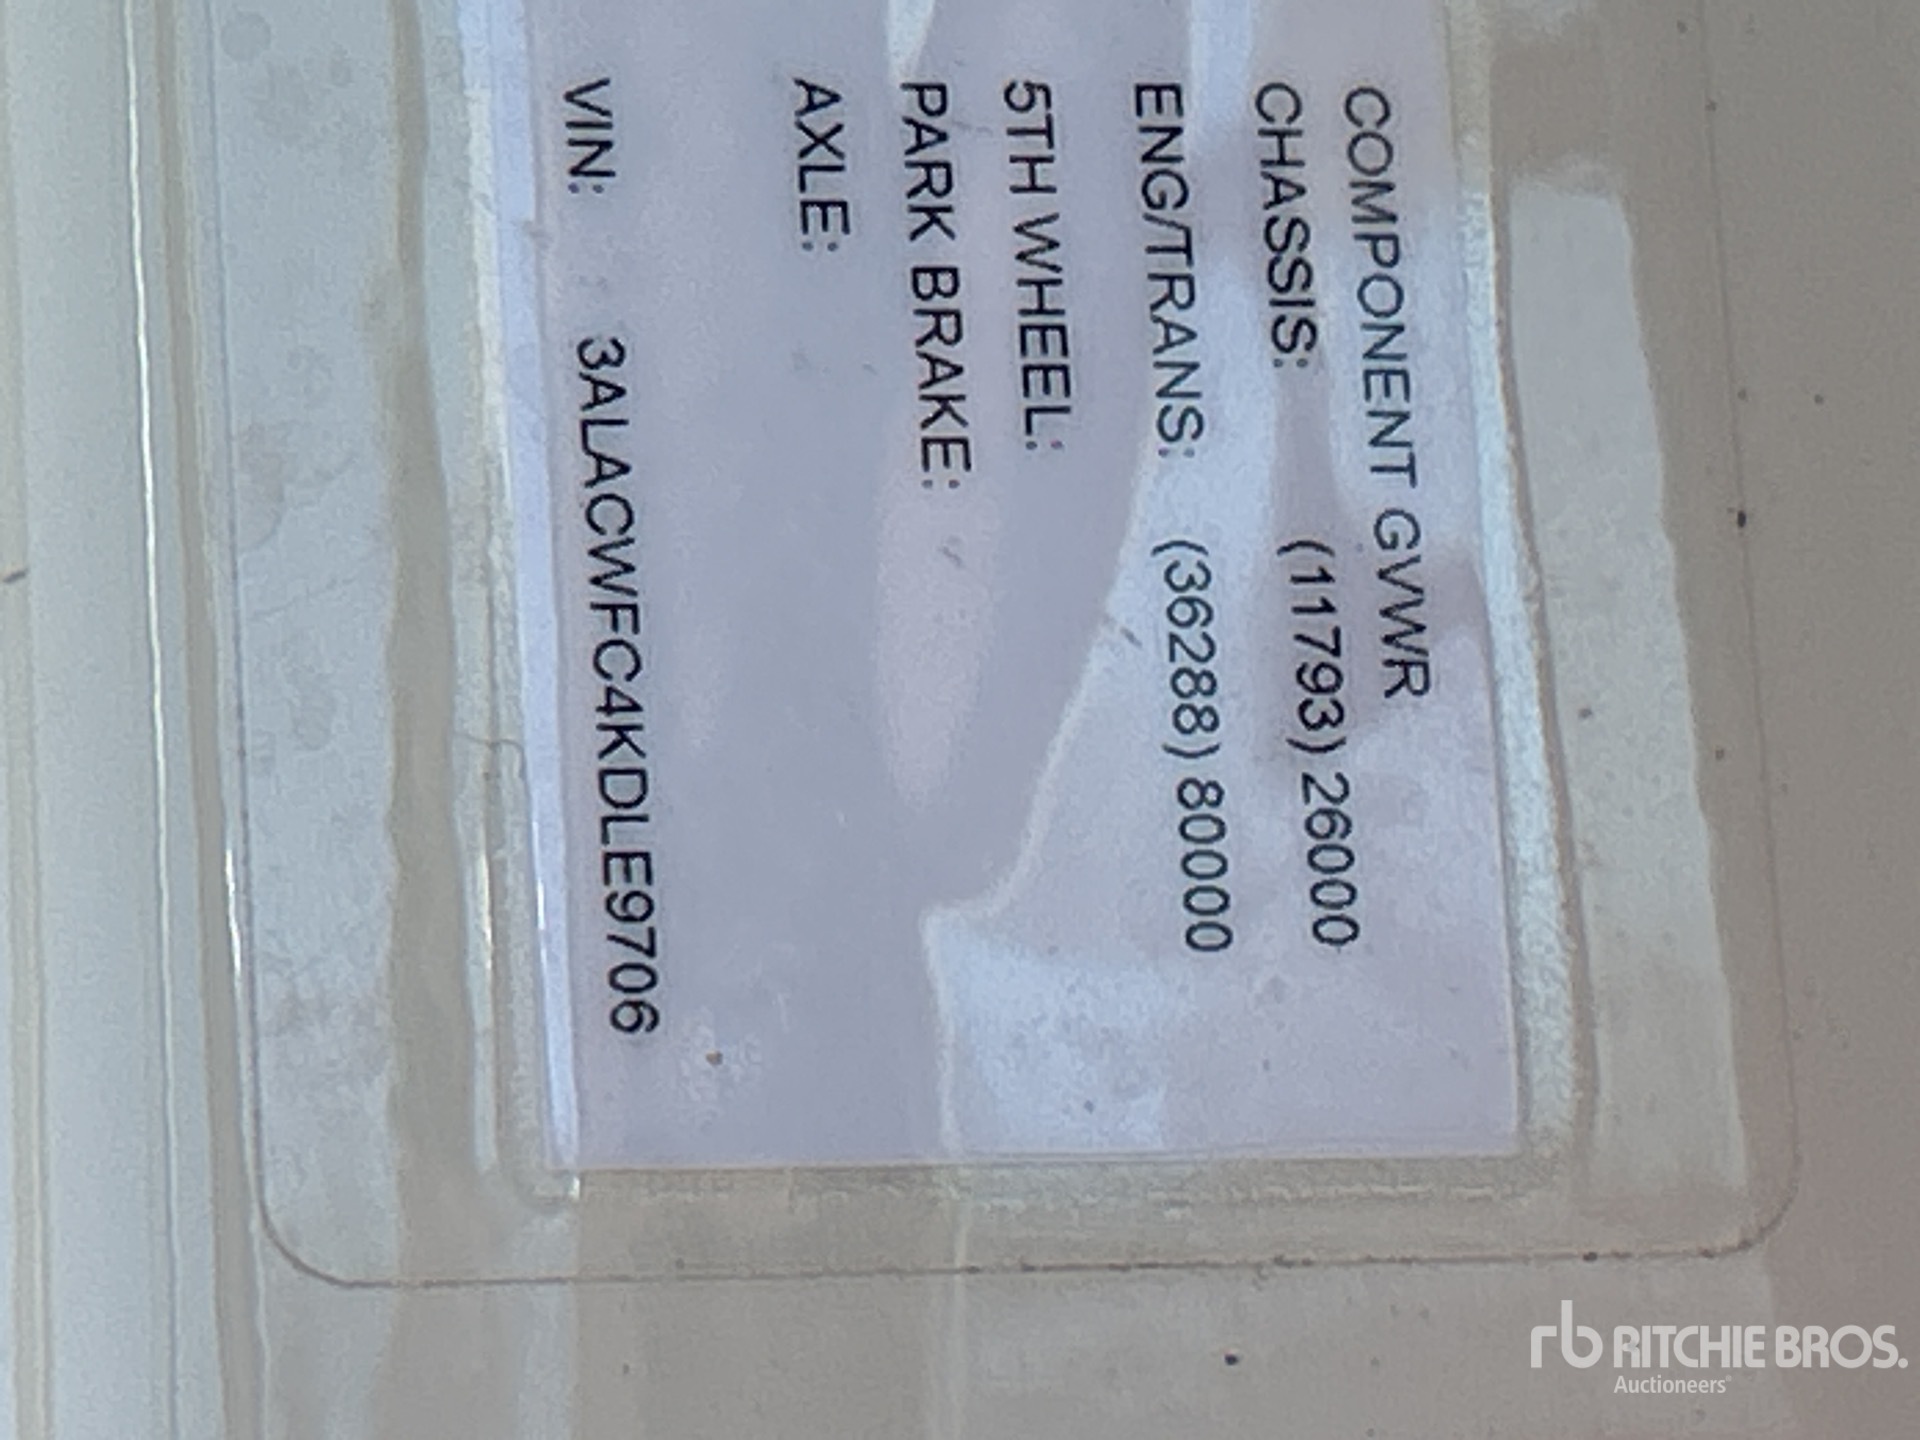 COMPONENT GVWR
CHASSIS: (11793) 26000
ENG/TRANS: (36288) 80000
5TH WHEEL:
PARK BRAKE:
AXLE:
VIN: 3ALACWFC4KDLE9706
rb RITCHIE BROS.
Auctioneers